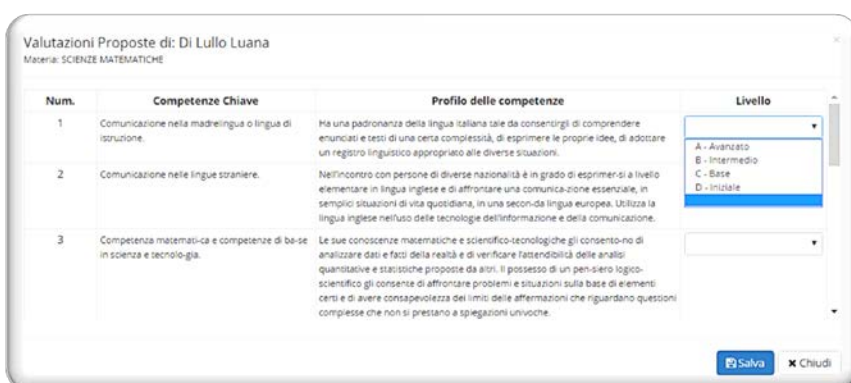 Valutazioni Proposte di: Di Lullo Luana
Materia: SCIENZE MATEMATICHE
Num. Competenze Chiave Profilo delle competenze Livello
1
Comunicazione nella madrelingua o lingua di
istruzione.
Ha una padronanza della lingua italiana tale da consentirgli di comprendere
enunciati e testi di una certa complessità, di esprimere le proprie idee, di adottare
un registro linguistico appropriato alle diverse situazioni.
A - Avanzato
B - Intermedio
C - Base
D - Iniziale
2
Comunicazione nelle lingue straniere.
Nell'incontro con persone di diverse nazionalità è in grado di esprimer-si a livello
elementare in lingua inglese e di affrontare una comunica-zione essenziale, in
semplici situazioni di vita quotidiana, in una secon-da lingua europea. Utilizza la
lingua inglese nell'uso delle tecnologie dell'informazione e della comunicazione.
3
Competenza matemati-ca e competenze di ba-se
in scienza e tecnolo-gia.
Le sue conoscenze matematiche e scientifico-tecnologiche gli consento-no di
analizzare dati e fatti della realtà e di verificare l'attendibilità delle analisi
quantitative e statistiche proposte da altri. Il possesso di un pen-siero logico-
scientifico gli consente di affrontare problemi e situazioni sulla base di elementi
certi e di avere consapevolezza dei limiti delle affermazioni che riguardano questioni
complesse che non si prestano a spiegazioni univoche.
Salva
Chiudi